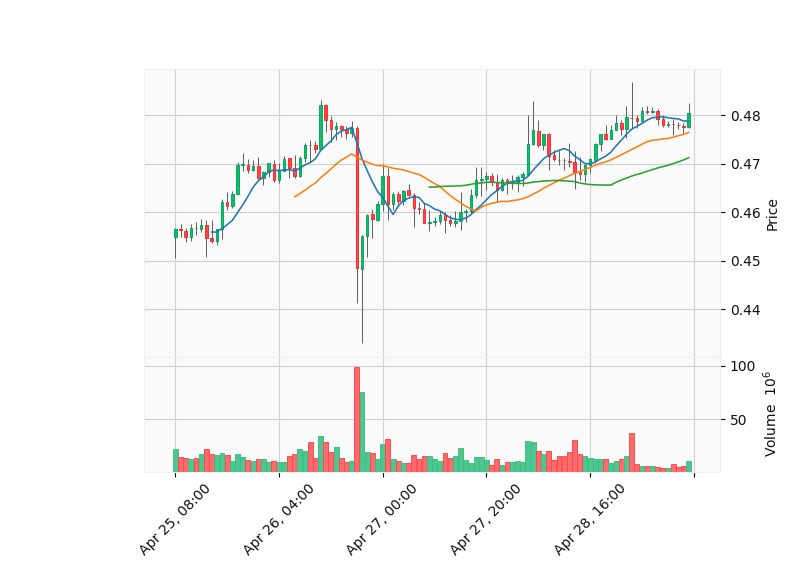 0.48
0.47
0.46
0.45
0.44
Price
100
50
Volume 10^6
Apr 25, 08:00
Apr 26, 04:00
Apr 27, 00:00
Apr 27, 20:00
Apr 28, 16:00